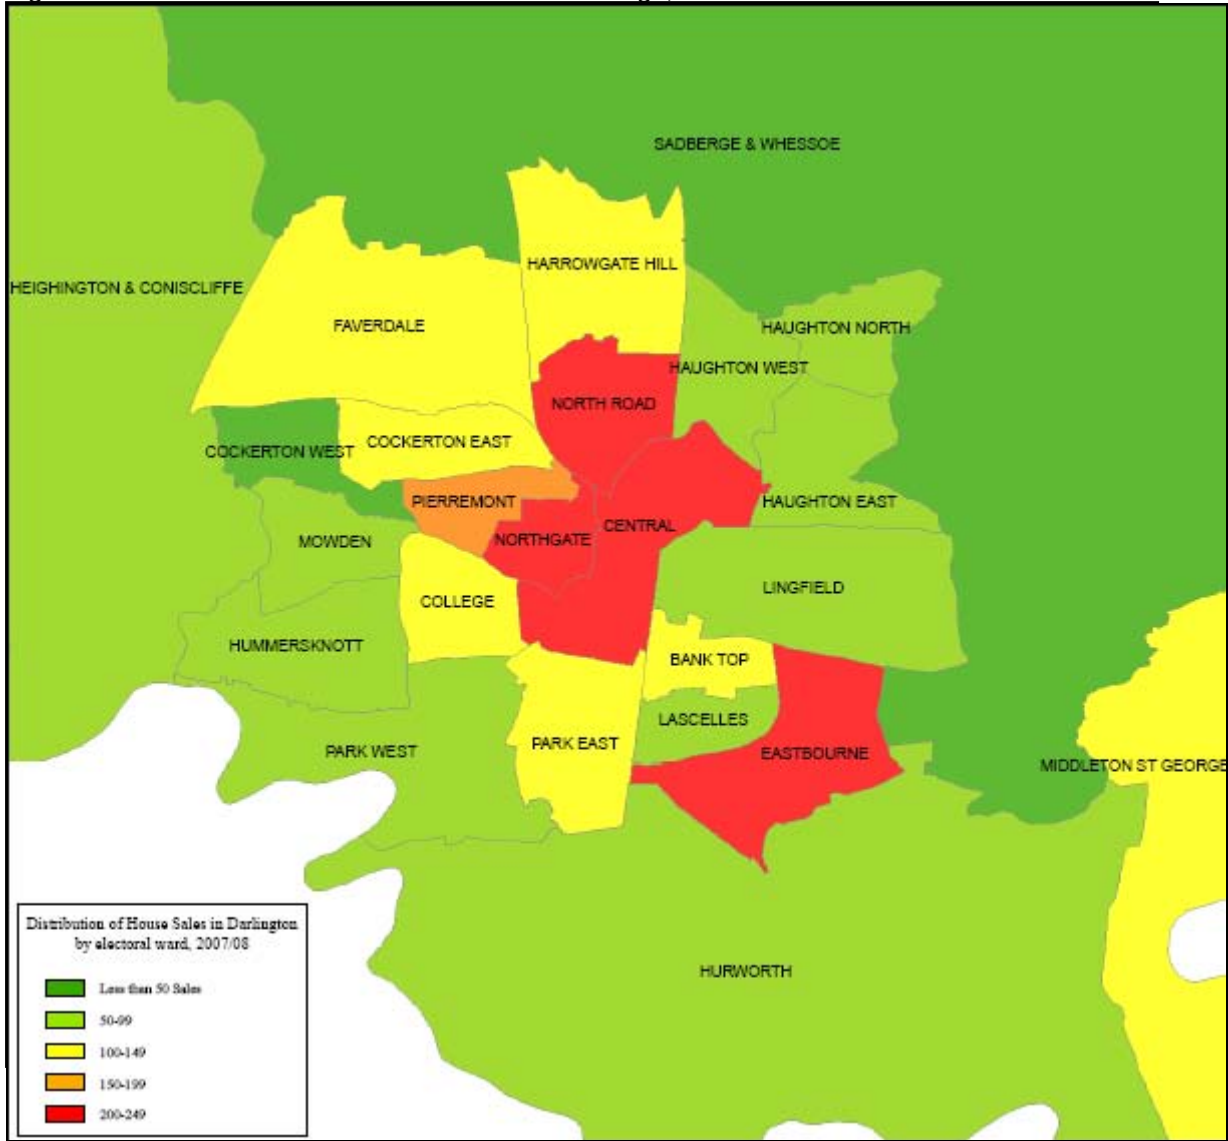 SADBERGE & WHESSOE
HARROWGATE HILL
HEIGHINGTON & CONISCLIFFE
FAVERDALE
HAUGHTON NORTH
HAUGHTON WEST
NORTH ROAD
COCKERTON EAST
COCKERTON WEST
PIERREMONT
HAUGHTON EAST
CENTRAL
NORTHGATE
MOWDEN
LINGFIELD
COLLEGE
HUMMERSKNOTT
BANK TOP
LASCELLES
PARK EAST
PARK WEST
EASTBOURNE
MIDDLETON ST GEORGE
HURWORTH
Distribution of House Sales in Darlington
by electoral ward, 2007/08
Less than 50 Sales
50-99
100-149
150-199
200-249